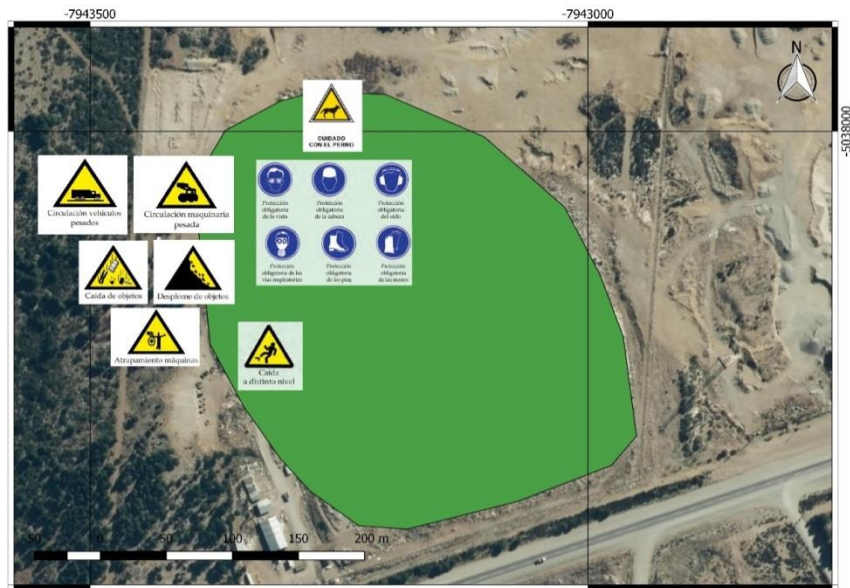 -7943500
-7943000
N
-5038000
CUIDADO
CON EL PERRO
Circulación vehículos
pesados
Circulación maquinaria
pesada
Protección
obligatoria
de la vista
Protección
obligatoria
de la cabeza
Protección
obligatoria
del oído
Protección
obligatoria de las
vías respiratorias
Protección
obligatoria
de los pies
Protección
obligatoria
de las manos
Caída de objetos
Desplome de objetos
Atrapamiento máquinas
Caída
a distinto nivel
50 0 50 100 150 200 m